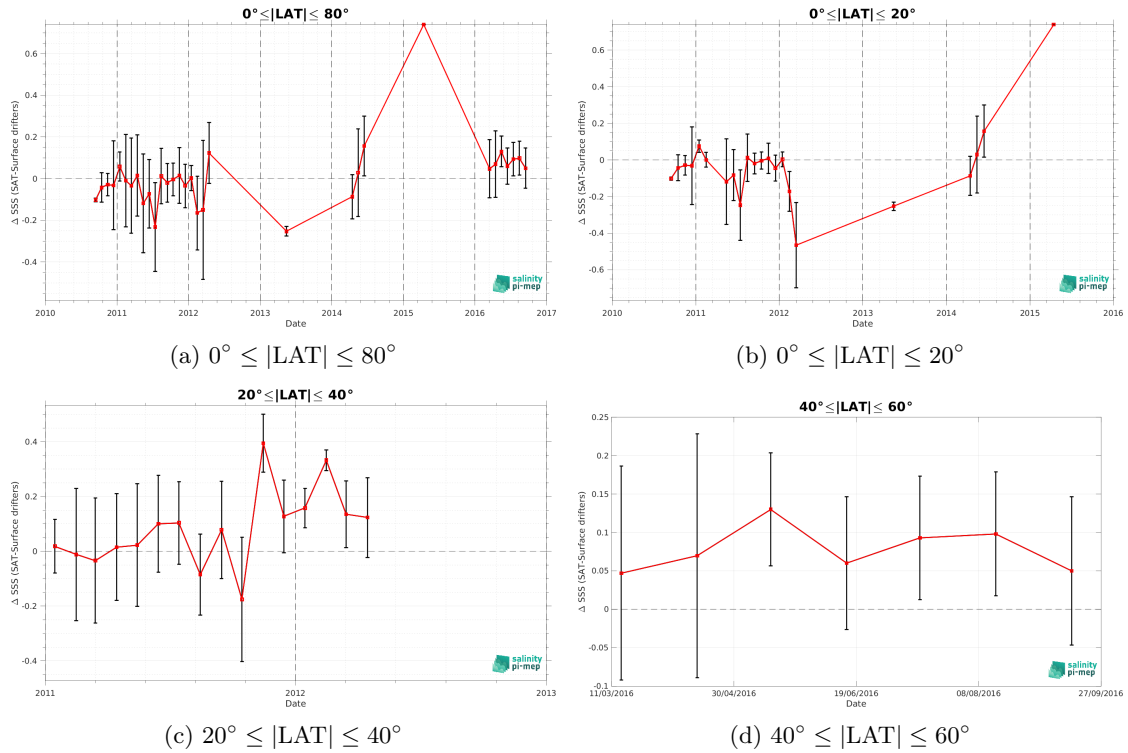 0°≤|LAT|≤ 80°
Δ SSS (SAT-Surface drifters)
0.6
0.4
0.2
0
-0.2
-0.4
2010
2011
2012
2013
2014
2015
2016
2017
Date
salinity
pi-mep
(a) 0° ≤ |LAT| ≤ 80°
0°≤|LAT|≤ 20°
Δ SSS (SAT-Surface drifters)
0.6
0.4
0.2
0
-0.2
-0.4
-0.6
2010
2011
2012
2013
2014
2015
2016
Date
salinity
pi-mep
(b) 0° ≤ |LAT| ≤ 20°
20°≤|LAT|≤ 40°
Δ SSS (SAT-Surface drifters)
0.4
0.2
0
-0.2
-0.4
2011
2012
2013
Date
salinity
pi-mep
(c) 20° ≤ |LAT| ≤ 40°
40°≤|LAT|≤ 60°
Δ SSS (SAT-Surface drifters)
0.25
0.2
0.15
0.1
0.05
0
-0.05
-0.1
11/03/2016
30/04/2016
19/06/2016
08/08/2016
27/09/2016
Date
salinity
pi-mep
(d) 40° ≤ |LAT| ≤ 60°